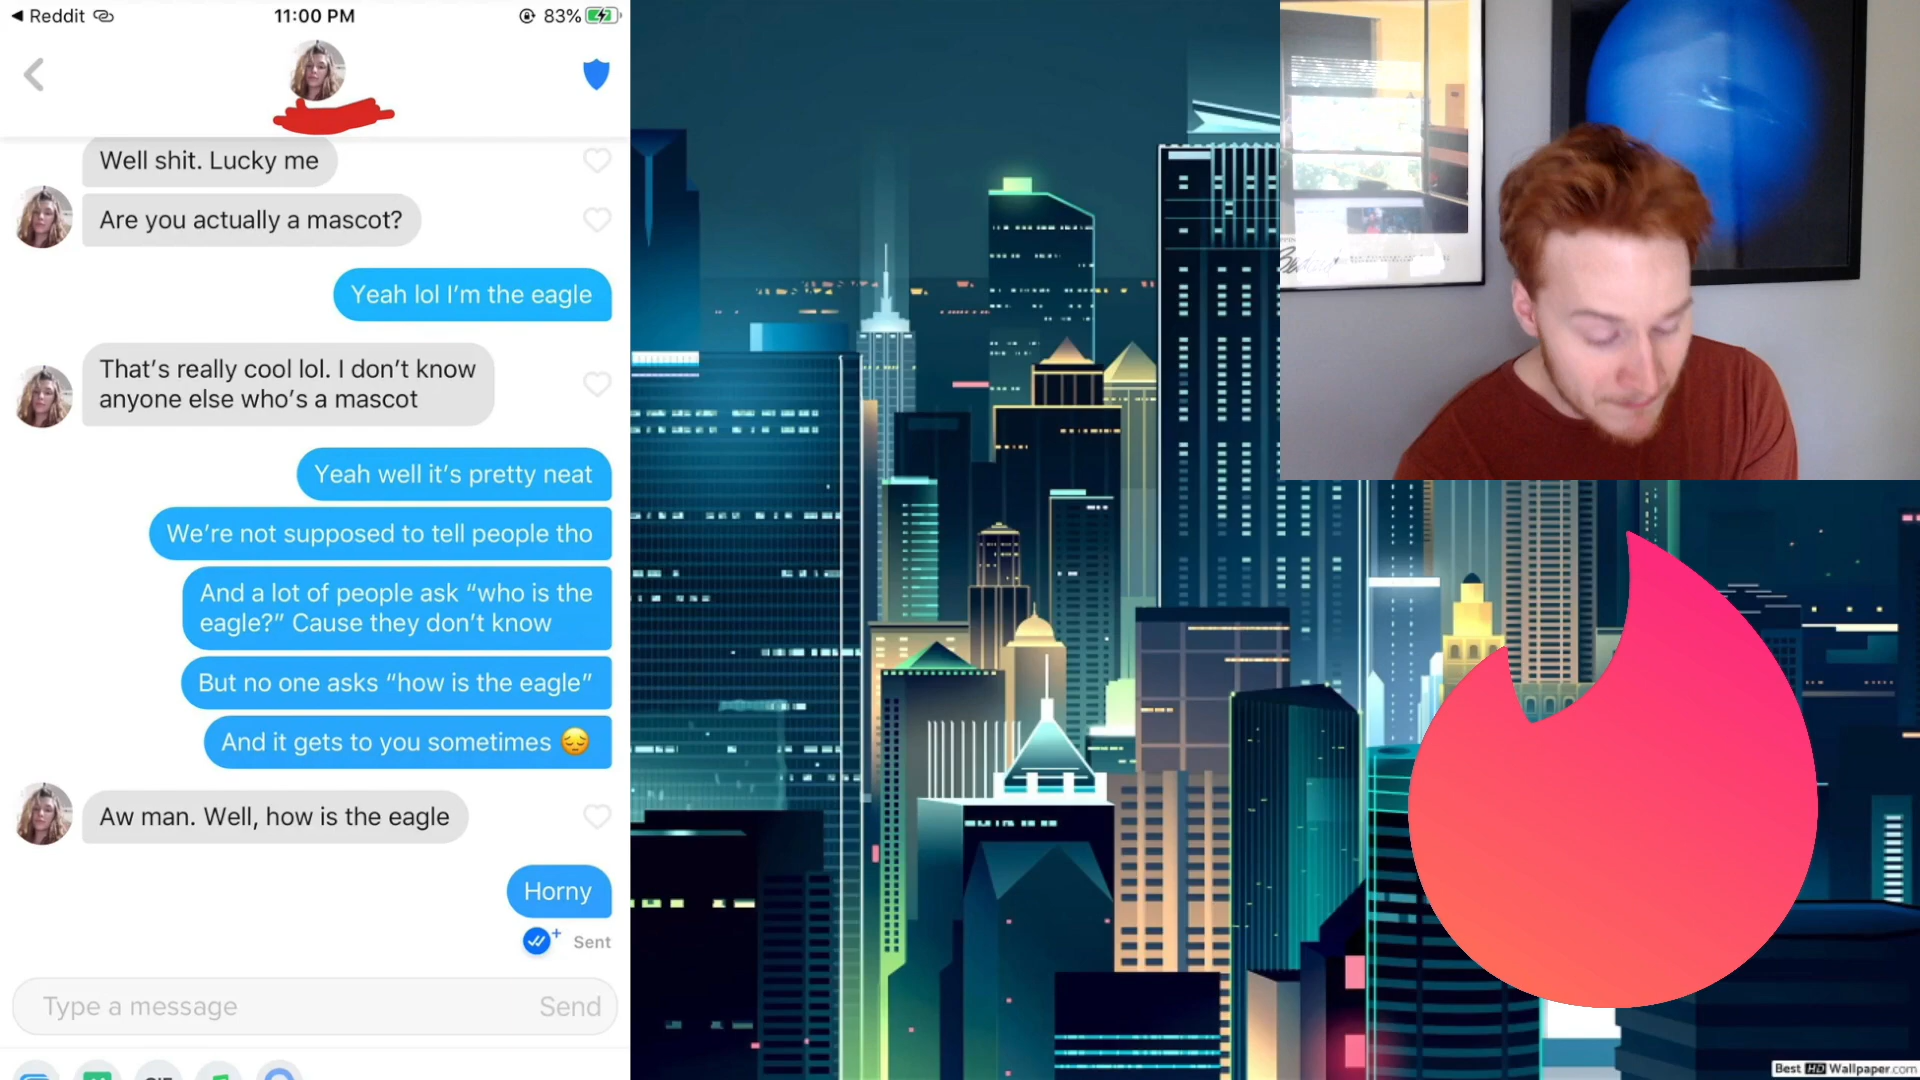 Reddit
11:00 PM
83%
Well shit. Lucky me
Are you actually a mascot?
Yeah lol I'm the eagle
That's really cool lol. I don't know
anyone else who's a mascot
Yeah well it's pretty neat
We're not supposed to tell people tho
And a lot of people ask “who is the
eagle?” Cause they don't know
But no one asks “how is the eagle”
And it gets to you sometimes 😔
Aw man. Well, how is the eagle
Horny
Sent
Type a message
Send
Best HD Wallpaper.com